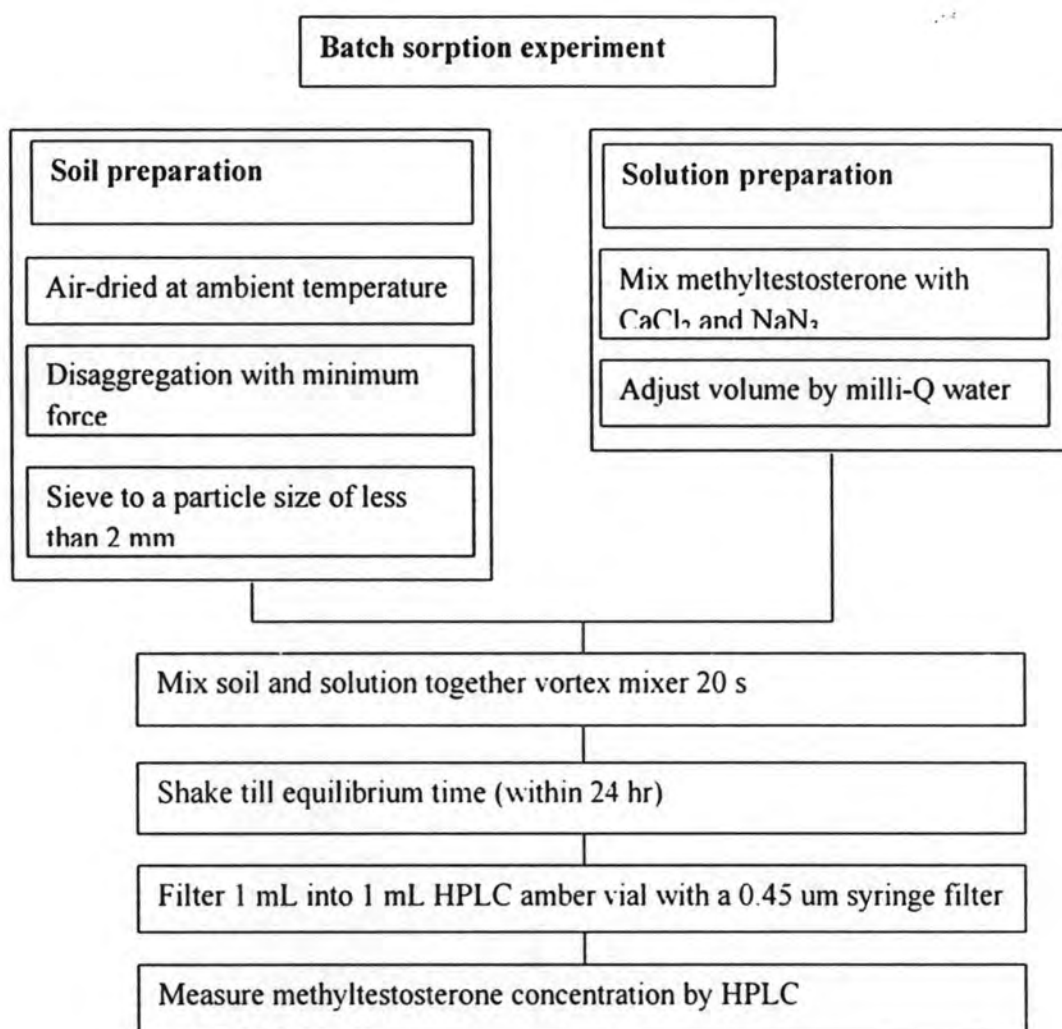 Batch sorption experiment
Soil preparation
Air-dried at ambient temperature
Disaggregation with minimum
force
Sieve to a particle size of less
than 2 mm
Solution preparation
Mix methyltestosterone with
CaCl₂ and NaN₃
Adjust volume by milli-Q water
Mix soil and solution together vortex mixer 20 s
Shake till equilibrium time (within 24 hr)
Filter 1 mL into 1 mL HPLC amber vial with a 0.45 um syringe filter
Measure methyltestosterone concentration by HPLC